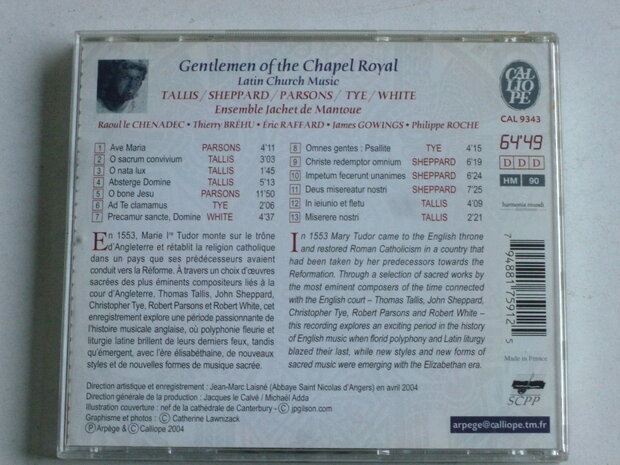 Gentlemen of the Chapel Royal
Latin Church Music
TALLIS / SHEPPARD / PARSONS / TYE / WHITE
Ensemble Jachet de Mantoue
Raoul le CHENADEC • Thierry BRÉHU • Eric RAFFARD • James GOWINGS • Philippe ROCHE
CALLIOPE
CAL 9343
64'49
DDD
HM 90
harmonia mundi
1 Ave Maria PARSONS 4'11
2 O sacrum convivium TALLIS 3'03
3 O nata lux TALLIS 1'45
4 Absterge Domine TALLIS 5'13
5 O bone Jesu PARSONS 11'50
6 Ad Te clamamus TYE 2'06
7 Precamur sancte, Domine WHITE 4'37
8 Omnes gentes : Psallite TYE 4'15
9 Christe redemptor omnium SHEPPARD 6'19
10 Impetum fecerunt unanimes SHEPPARD 6'24
11 Deus misereatur nostri SHEPPARD 7'25
12 In ieiunio et fletu TALLIS 4'09
13 Miserere nostri TALLIS 2'21
En 1553, Marie Ire Tudor monte sur le trône
d'Angleterre et rétablit la religion catholique
dans un pays que ses prédécesseurs avaient
conduit vers la Réforme. À travers un choix d'œuvres
sacrées des plus éminents compositeurs liés à la
cour d'Angleterre, Thomas Tallis, John Sheppard,
Christopher Tye, Robert Parsons et Robert White, cet
enregistrement explore une période passionnante de
l'histoire musicale anglaise, où polyphonie fleurie et
liturgie latine brillent de leurs derniers feux, tandis
qu'émergent, avec l'ère élisabéthaine, de nouveaux
styles et de nouvelles formes de musique sacrée.
In 1553 Mary Tudor came to the English throne
and restored Roman Catholicism in a country
that had been taken by her predecessors towards the
Reformation. Through a selection of sacred works by
the most eminent composers of the time connected
with the English court – Thomas Tallis, John Sheppard,
Christopher Tye, Robert Parsons and Robert White –
this recording explores an exciting period in the history
of English music when florid polyphony and Latin liturgy
blazed their last, while new styles and new forms of
sacred music were emerging with the Elizabethan era.
7 94881 75912 5
Made in France
SCPP
Direction artistique et enregistrement : Jean-Marc Laisné (Abbaye Saint Nicolas d'Angers) en avril 2004
Direction générale de la production : Jacques le Calvé / Michaël Adda
Illustration couverture : nef de la cathédrale de Canterbury - © jpgilson.com
Graphisme et photos : © Catherine Lawnizack
℗ Arpège & © Calliope 2004
arpege@calliope.tm.fr